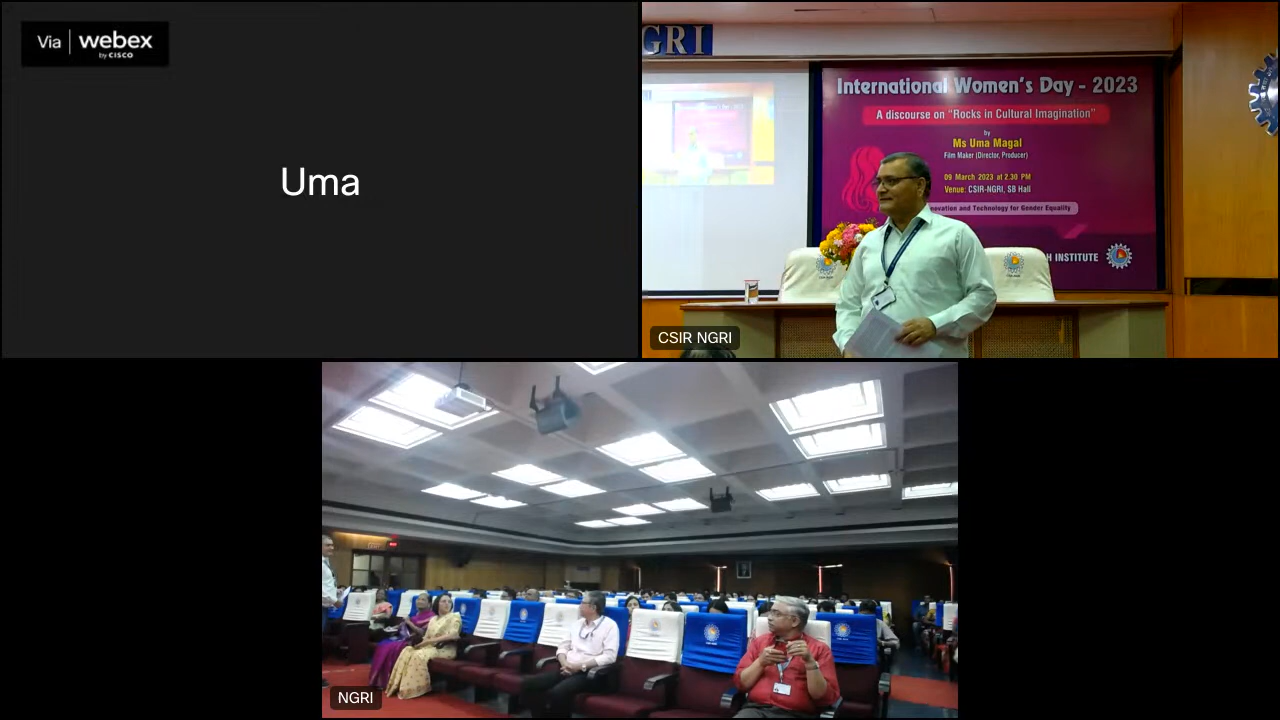 Via webex
by CISCO
Uma
GRI
International Women's Day - 2023
A discourse on "Rocks in Cultural Imagination"
by
Ms Uma Magal
Film Maker (Director, Producer)
09 March 2023 at 2.30 PM
Venue: CSIR-NGRI, SB Hall
and Technology for Gender Equality
INSTITUTE
CSIR NGRI
NGRI